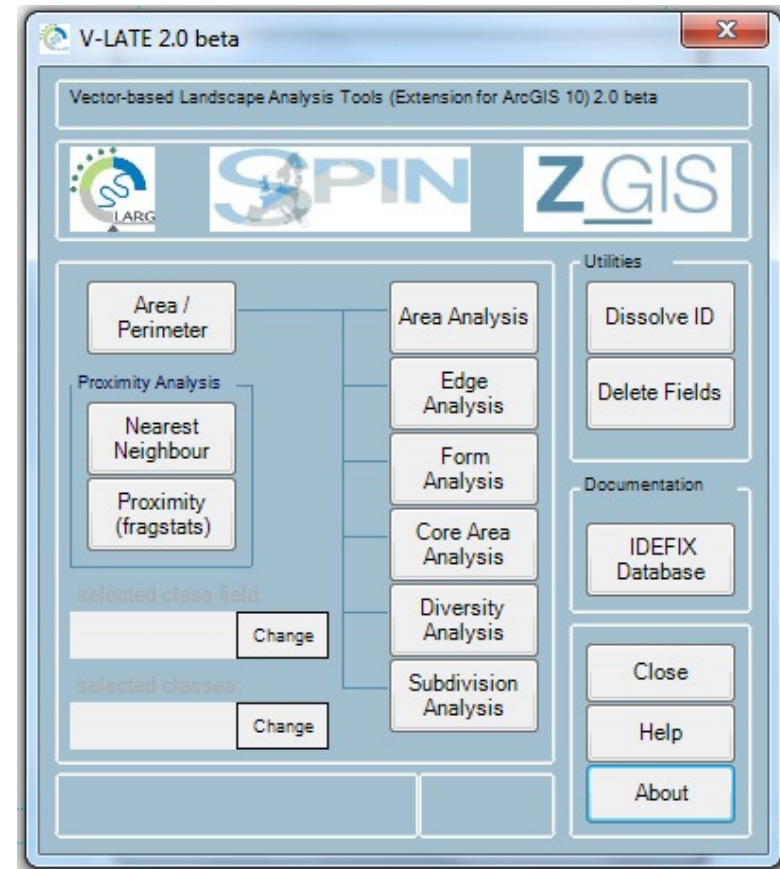 V-LATE 2.0 beta
Vector-based Landscape Analysis Tools (Extension for ArcGIS 10) 2.0 beta
LARG
SPIN
Z_GIS
Area /
Perimeter
Proximity Analysis
Nearest
Neighbour
Proximity
(fragstats)
selected class field:
Change
selected classes:
Change
Area Analysis
Edge
Analysis
Form
Analysis
Core Area
Analysis
Diversity
Analysis
Subdivision
Analysis
Utilities
Dissolve ID
Delete Fields
Documentation
IDEFIX
Database
Close
Help
About